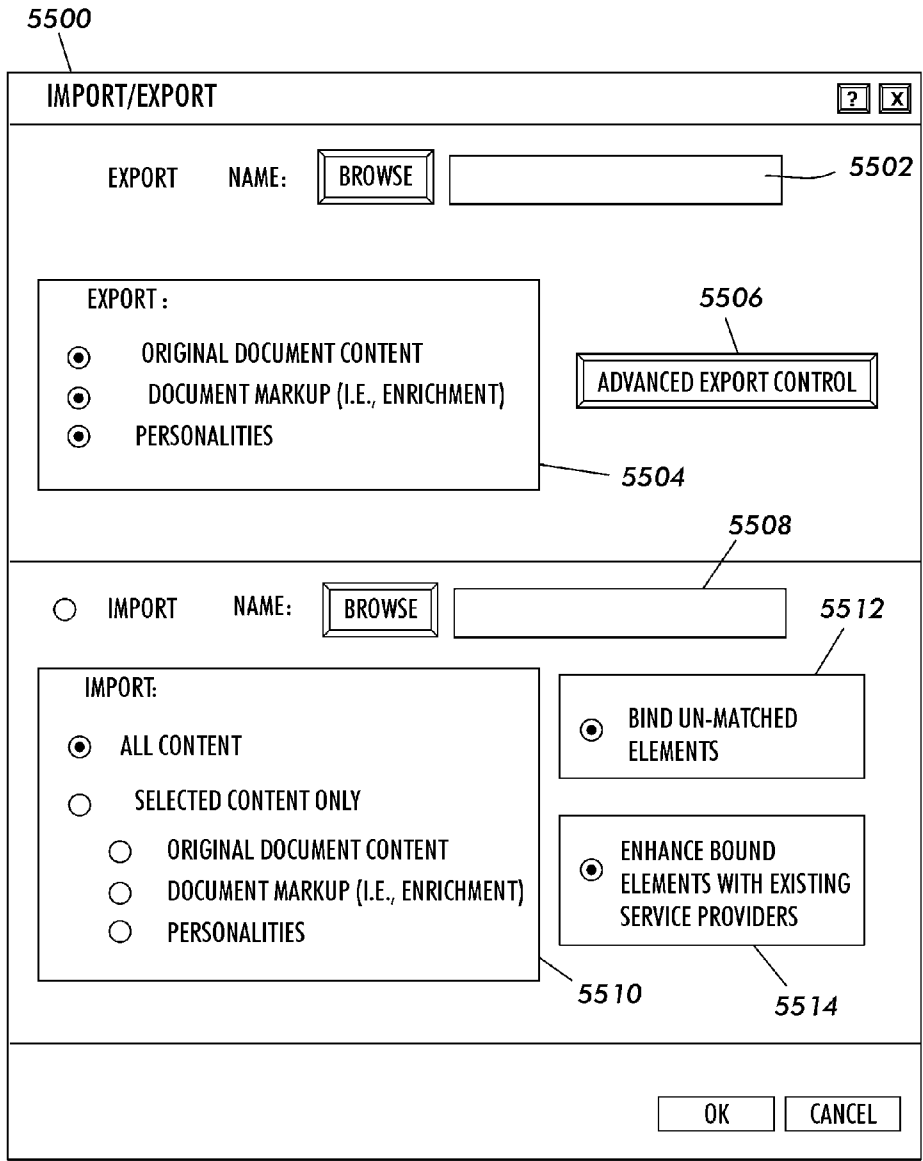 5500
IMPORT/EXPORT ? X
EXPORT NAME: BROWSE 5502
EXPORT :
ORIGINAL DOCUMENT CONTENT
DOCUMENT MARKUP (I.E., ENRICHMENT)
PERSONALITIES
5506
ADVANCED EXPORT CONTROL
5504
5508
IMPORT NAME: BROWSE
5512
IMPORT:
ALL CONTENT
SELECTED CONTENT ONLY
ORIGINAL DOCUMENT CONTENT
DOCUMENT MARKUP (I.E., ENRICHMENT)
PERSONALITIES
BIND UN-MATCHED
ELEMENTS
ENHANCE BOUND
ELEMENTS WITH EXISTING
SERVICE PROVIDERS
5510
5514
OK CANCEL